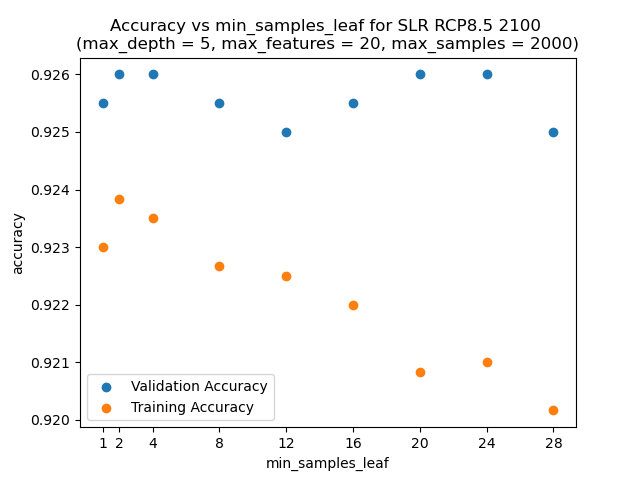 Accuracy vs min_samples_leaf for SLR RCP8.5 2100
(max_depth = 5, max_features = 20, max_samples = 2000)
0.926
0.925
0.924
0.923
0.922
0.921
0.920
accuracy
Validation Accuracy
Training Accuracy
1 2 4 8 12 16 20 24 28
min_samples_leaf